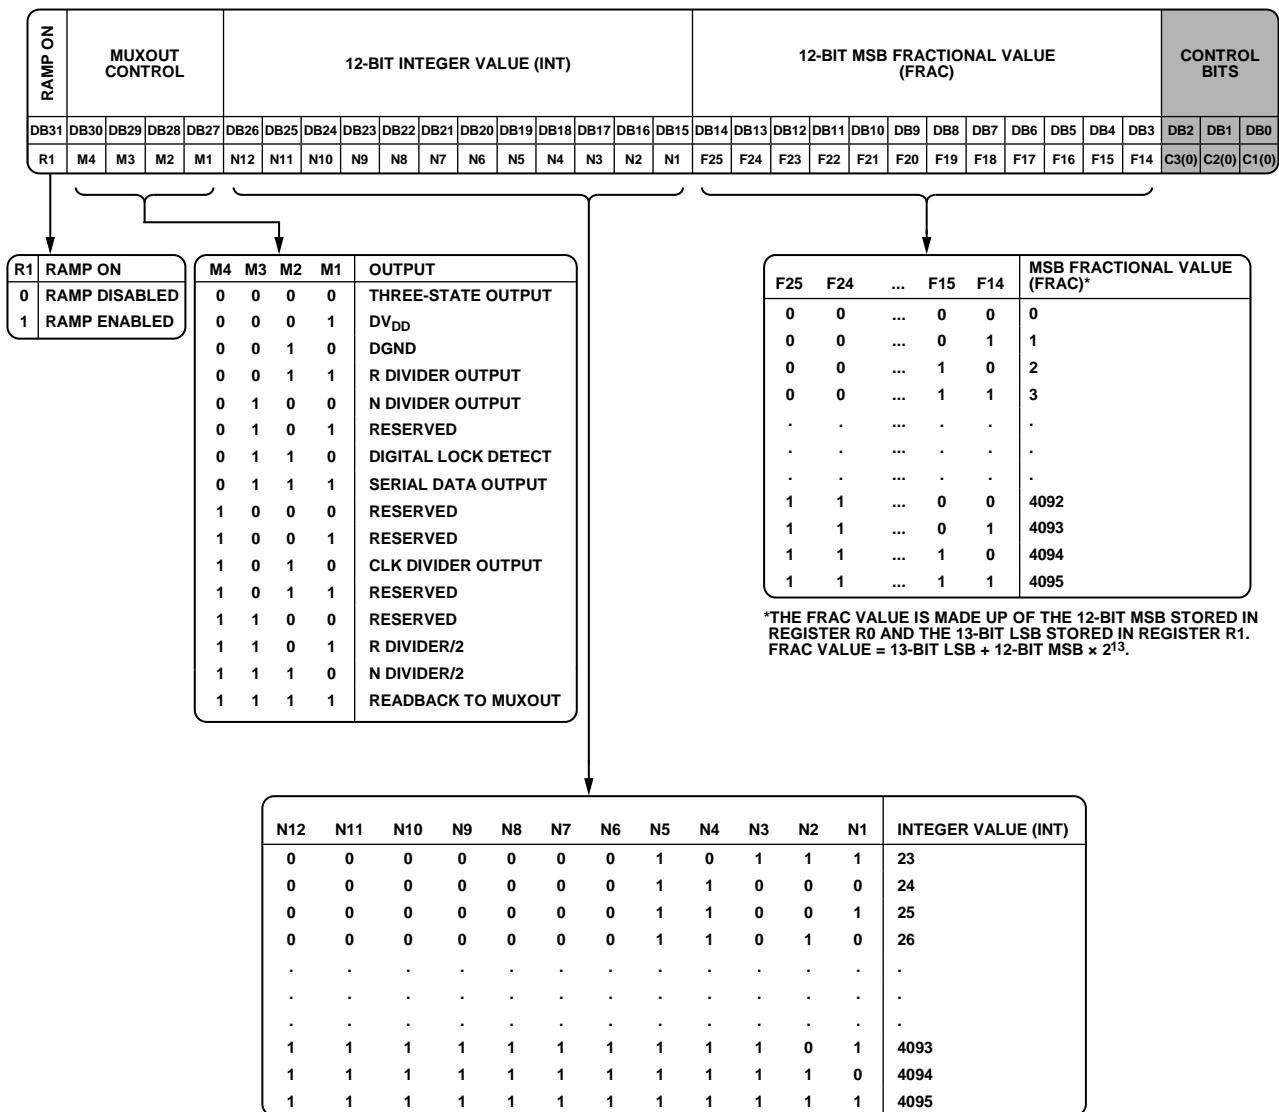 RAMP ON
MUXOUT
CONTROL
12-BIT INTEGER VALUE (INT)
12-BIT MSB FRACTIONAL VALUE
(FRAC)
CONTROL
BITS
DB31 DB30 DB29 DB28 DB27 DB26 DB25 DB24 DB23 DB22 DB21 DB20 DB19 DB18 DB17 DB16 DB15 DB14 DB13 DB12 DB11 DB10 DB9 DB8 DB7 DB6 DB5 DB4 DB3 DB2 DB1 DB0
R1 M4 M3 M2 M1 N12 N11 N10 N9 N8 N7 N6 N5 N4 N3 N2 N1 F25 F24 F23 F22 F21 F20 F19 F18 F17 F16 F15 F14 C3(0) C2(0) C1(0)
R1 RAMP ON
0 RAMP DISABLED
1 RAMP ENABLED
M4 M3 M2 M1 OUTPUT
0 0 0 0 THREE-STATE OUTPUT
0 0 0 1 DVDD
0 0 1 0 DGND
0 0 1 1 R DIVIDER OUTPUT
0 1 0 0 N DIVIDER OUTPUT
0 1 0 1 RESERVED
0 1 1 0 DIGITAL LOCK DETECT
0 1 1 1 SERIAL DATA OUTPUT
1 0 0 0 RESERVED
1 0 0 1 RESERVED
1 0 1 0 CLK DIVIDER OUTPUT
1 0 1 1 RESERVED
1 1 0 0 RESERVED
1 1 0 1 R DIVIDER/2
1 1 1 0 N DIVIDER/2
1 1 1 1 READBACK TO MUXOUT
F25 F24 ... F15 F14 MSB FRACTIONAL VALUE
(FRAC)*
0 0 ... 0 0 0
0 0 ... 0 1 1
0 0 ... 1 0 2
0 0 ... 1 1 3
. . ... . . .
. . ... . . .
. . ... . . .
1 1 ... 0 0 4092
1 1 ... 0 1 4093
1 1 ... 1 0 4094
1 1 ... 1 1 4095
*THE FRAC VALUE IS MADE UP OF THE 12-BIT MSB STORED IN
REGISTER R0 AND THE 13-BIT LSB STORED IN REGISTER R1.
FRAC VALUE = 13-BIT LSB + 12-BIT MSB × 2¹³.
N12 N11 N10 N9 N8 N7 N6 N5 N4 N3 N2 N1 INTEGER VALUE (INT)
0 0 0 0 0 0 0 1 0 1 1 1 23
0 0 0 0 0 0 0 1 1 0 0 0 24
0 0 0 0 0 0 0 1 1 0 0 1 25
0 0 0 0 0 0 0 1 1 0 1 0 26
. . . . . . . . . . . . .
. . . . . . . . . . . . .
. . . . . . . . . . . . .
1 1 1 1 1 1 1 1 1 1 0 1 4093
1 1 1 1 1 1 1 1 1 1 1 0 4094
1 1 1 1 1 1 1 1 1 1 1 1 4095